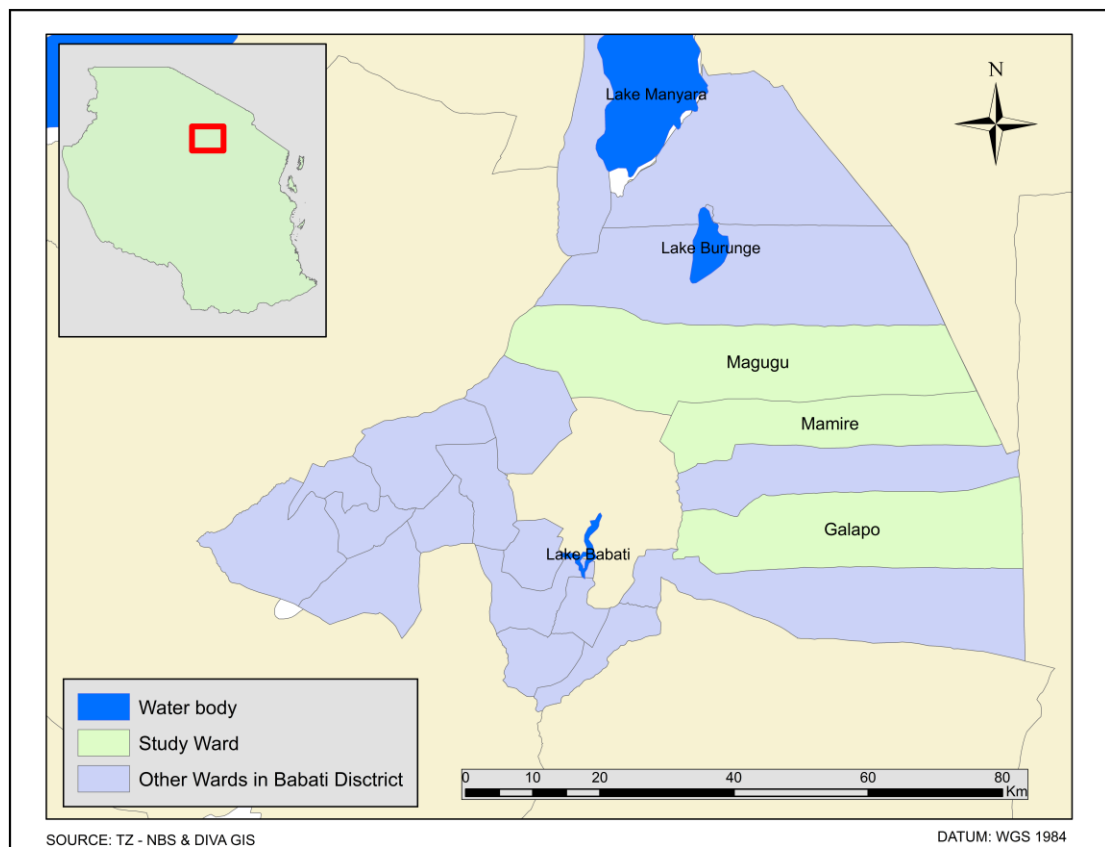 N
Lake Manyara
Lake Burunge
Magugu
Mamire
Galapo
Lake Babati
Water body
Study Ward
Other Wards in Babati Disctrict
0 10 20 40 60 80
Km
SOURCE: TZ - NBS & DIVA GIS
DATUM: WGS 1984